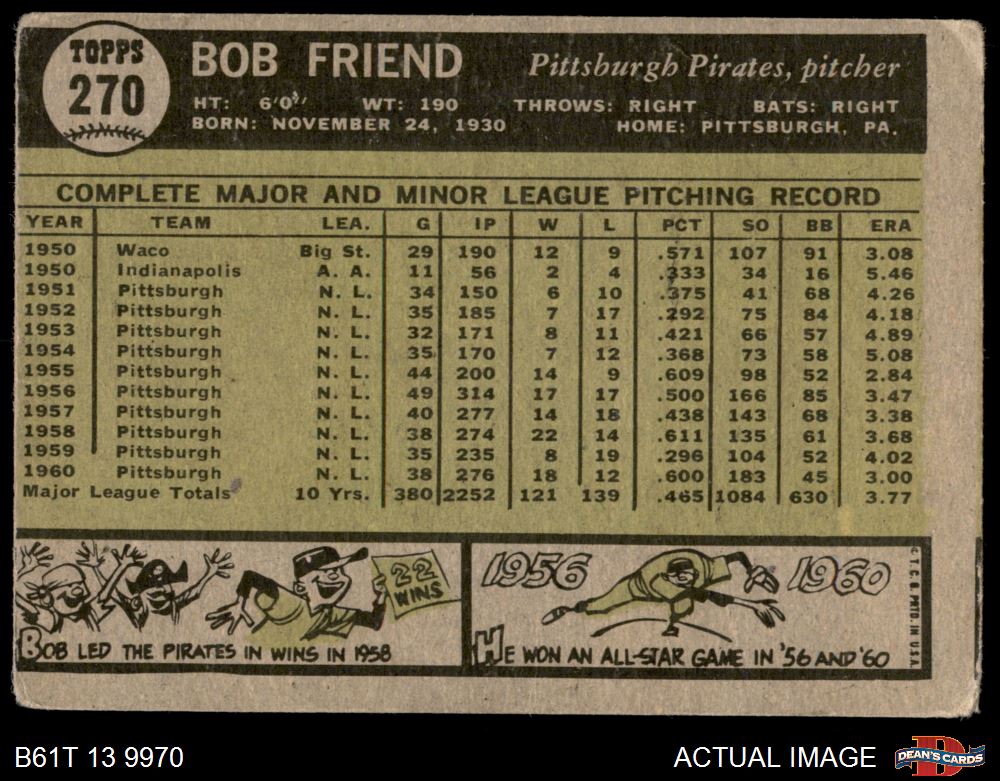 TOPPS
270
BOB FRIEND
Pittsburgh Pirates, pitcher
HT: 6'0½" WT: 190 THROWS: RIGHT BATS: RIGHT
BORN: NOVEMBER 24, 1930 HOME: PITTSBURGH, PA.
COMPLETE MAJOR AND MINOR LEAGUE PITCHING RECORD
YEAR TEAM LEA. G IP W L PCT SO BB ERA
1950 Waco Big St. 29 190 12 9 .571 107 91 3.08
1950 Indianapolis A. A. 11 56 2 4 .333 34 16 5.46
1951 Pittsburgh N. L. 34 150 6 10 .375 41 68 4.26
1952 Pittsburgh N. L. 35 185 7 17 .292 75 84 4.18
1953 Pittsburgh N. L. 32 171 8 11 .421 66 57 4.89
1954 Pittsburgh N. L. 35 170 7 12 .368 73 58 5.08
1955 Pittsburgh N. L. 44 200 14 9 .609 98 52 2.84
1956 Pittsburgh N. L. 49 314 17 17 .500 166 85 3.47
1957 Pittsburgh N. L. 40 277 14 18 .438 143 68 3.38
1958 Pittsburgh N. L. 38 274 22 14 .611 135 61 3.68
1959 Pittsburgh N. L. 35 235 8 19 .296 104 52 4.02
1960 Pittsburgh N. L. 38 276 18 12 .600 183 45 3.00
Major League Totals 10 Yrs. 380 2252 121 139 .465 1084 630 3.77
22
WINS
BOB LED THE PIRATES IN WINS IN 1958
1956 1960
HE WON AN ALL-STAR GAME IN '56 AND '60
© T. C. G. PRTD. IN U.S.A.
B61T 13 9970
ACTUAL IMAGE
D
DEAN'S CARDS